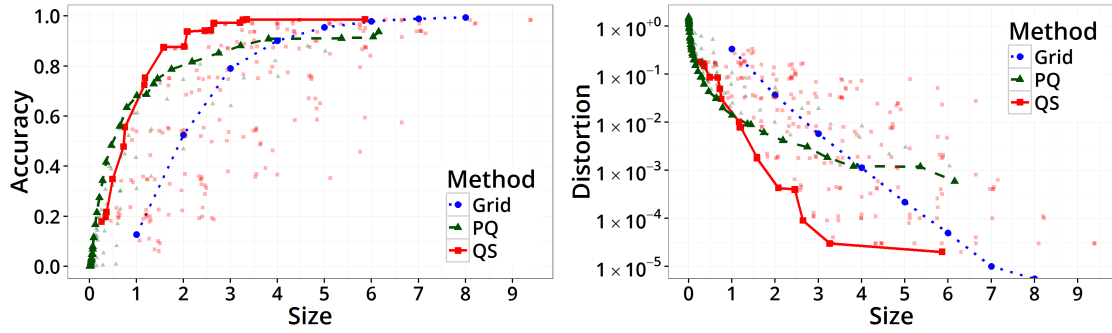 1.0
0.8
0.6
0.4
0.2
0.0
Accuracy
0 1 2 3 4 5 6 7 8 9
Size
Method
Grid
PQ
QS
1 × 10⁺⁰
1 × 10⁻¹
1 × 10⁻²
1 × 10⁻³
1 × 10⁻⁴
1 × 10⁻⁵
Distortion
0 1 2 3 4 5 6 7 8 9
Size
Method
Grid
PQ
QS